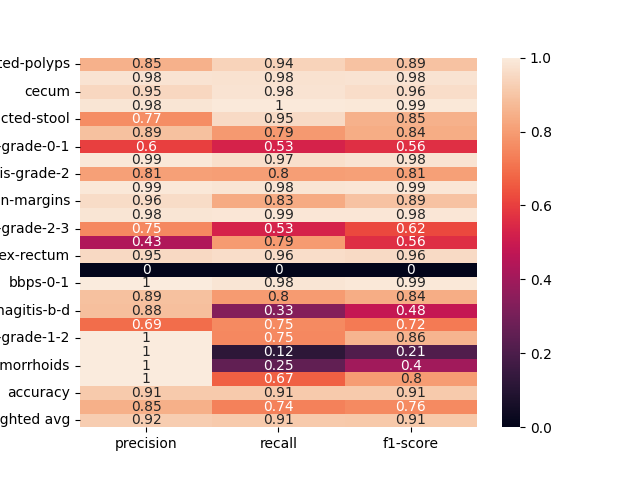 ted-polyps 0.85 0.94 0.89
0.98 0.98 0.98
cecum 0.95 0.98 0.96
0.98 1 0.99
cted-stool 0.77 0.95 0.85
0.89 0.79 0.84
-grade-0-1 0.6 0.53 0.56
0.99 0.97 0.98
is-grade-2 0.81 0.8 0.81
0.99 0.98 0.99
n-margins 0.96 0.83 0.89
0.98 0.99 0.98
-grade-2-3 0.75 0.53 0.62
0.43 0.79 0.56
ex-rectum 0.95 0.96 0.96
0 0 0
bbps-0-1 1 0.98 0.99
0.89 0.8 0.84
nagitis-b-d 0.88 0.33 0.48
0.69 0.75 0.72
-grade-1-2 1 0.75 0.86
1 0.12 0.21
morrhoids 1 0.25 0.4
1 0.67 0.8
accuracy 0.91 0.91 0.91
0.85 0.74 0.76
ghted avg 0.92 0.91 0.91
precision recall f1-score
1.0
0.8
0.6
0.4
0.2
0.0